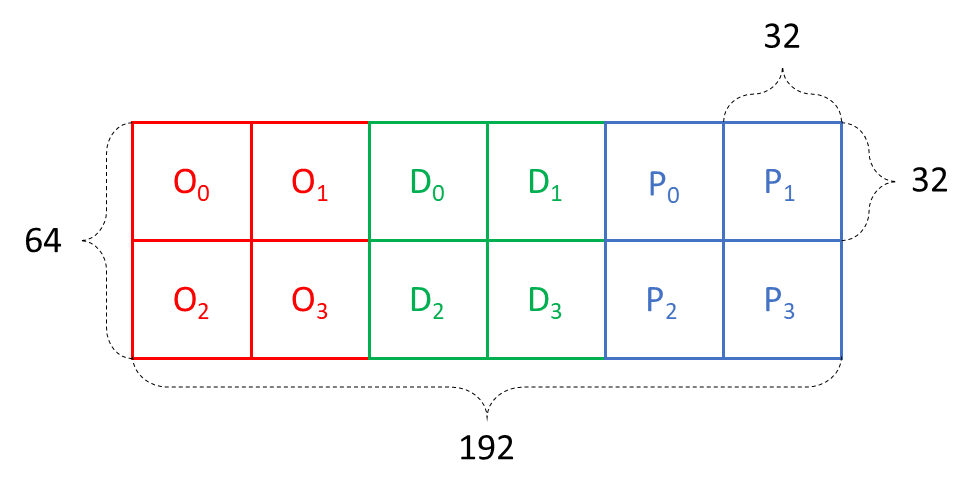 32
O₀ O₁ D₀ D₁ P₀ P₁
32
64
O₂ O₃ D₂ D₃ P₂ P₃
192